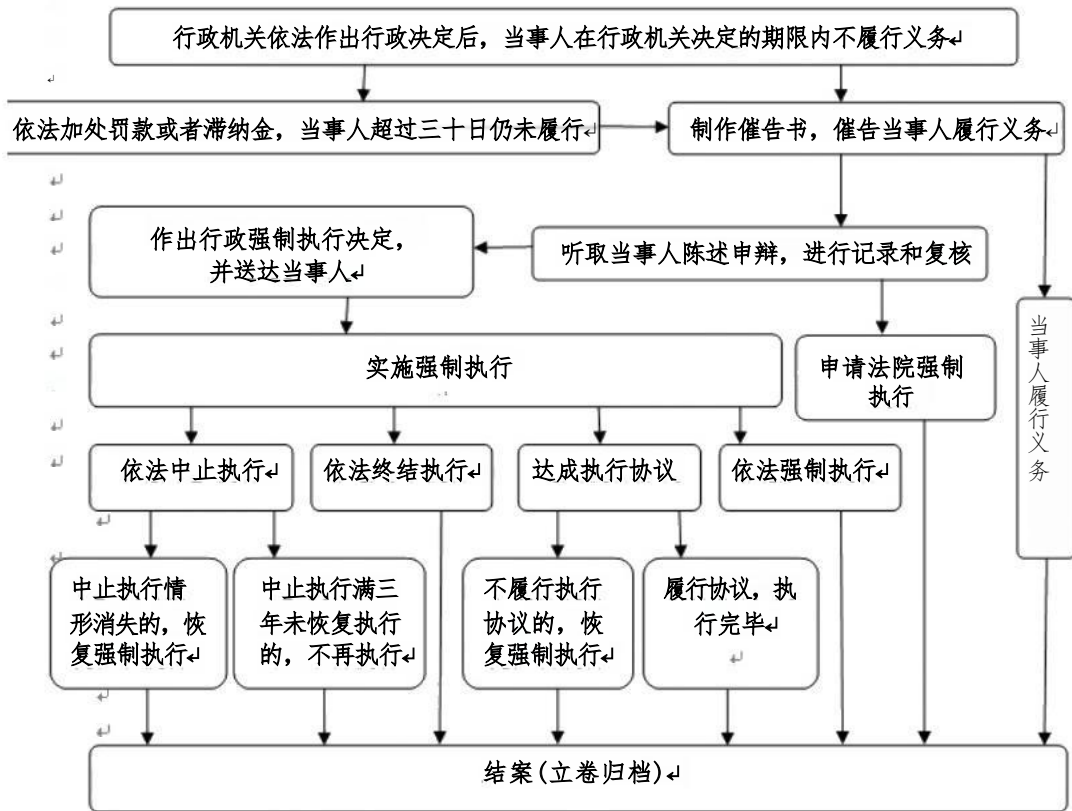 行政机关依法作出行政决定后，当事人在行政机关决定的期限内不履行义务
依法加处罚款或者滞纳金，当事人超过三十日仍未履行
制作催告书，催告当事人履行义务
作出行政强制执行决定，
并送达当事人
听取当事人陈述申辩，进行记录和复核
当事人履行义务
实施强制执行
申请法院强制
执行
依法中止执行
依法终结执行
达成执行协议
依法强制执行
中止执行情
形消失的，恢
复强制执行
中止执行满三
年未恢复执行
的，不再执行
不履行执行
协议的，恢
复强制执行
履行协议，执
行完毕
结案(立卷归档)